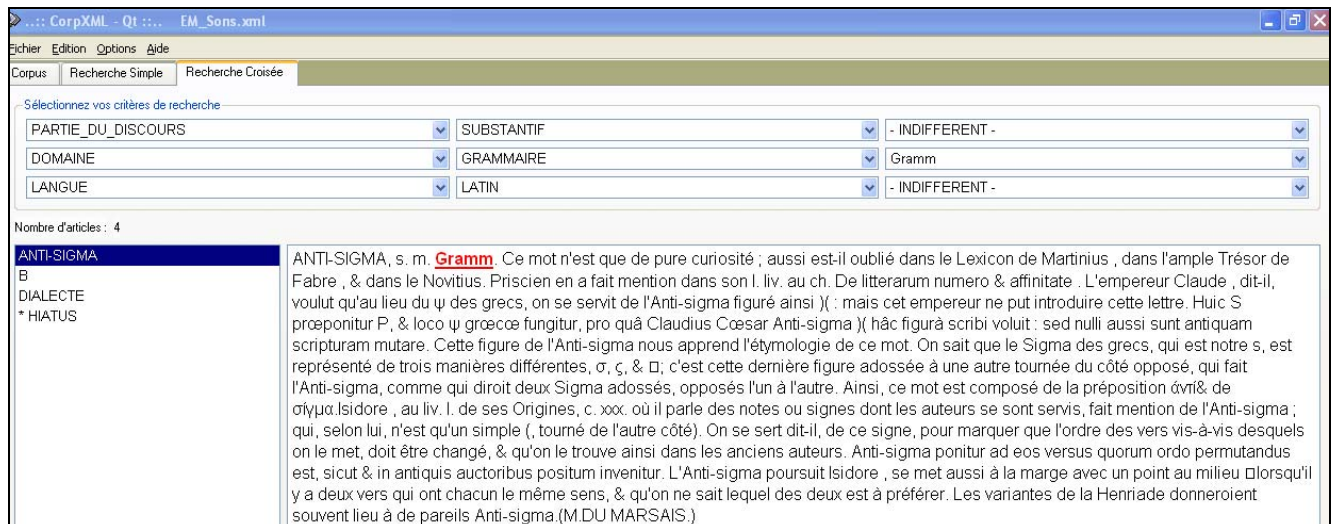 ..:: CorpXML - Qt ::.. EM_Sons.xml
Fichier Edition Options Aide
Corpus Recherche Simple Recherche Croisée
Sélectionnez vos critères de recherche
PARTIE_DU_DISCOURS SUBSTANTIF - INDIFFERENT -
DOMAINE GRAMMAIRE Gramm
LANGUE LATIN - INDIFFERENT -
Nombre d'articles : 4
ANTI-SIGMA
B
DIALECTE
* HIATUS
ANTI-SIGMA, s. m. Gramm. Ce mot n'est que de pure curiosité ; aussi est-il oublié dans le Lexicon de Martinius , dans l'ample Trésor de
Fabre , & dans le Novitius. Priscien en a fait mention dans son I. liv. au ch. De litterarum numero & affinitate . L'empereur Claude , dit-il,
voulut qu'au lieu du ψ des grecs, on se servit de l'Anti-sigma figuré ainsi )( : mais cet empereur ne put introduire cette lettre. Huic S
prœponitur P, & loco ψ grœcœ fungitur, pro quâ Claudius Cœsar Anti-sigma )( hâc figurà scribi voluit : sed nulli aussi sunt antiquam
scripturam mutare. Cette figure de l'Anti-sigma nous apprend l'étymologie de ce mot. On sait que le Sigma des grecs, qui est notre s, est
représenté de trois manières différentes, σ, ς, & □; c'est cette dernière figure adossée à une autre tournée du côté opposé, qui fait
l'Anti-sigma, comme qui diroit deux Sigma adossés, opposés l'un à l'autre. Ainsi, ce mot est composé de la préposition άντί& de
σίγμα.Isidore , au liv. I. de ses Origines, c. xxx. où il parle des notes ou signes dont les auteurs se sont servis, fait mention de l'Anti-sigma ;
qui, selon lui, n'est qu'un simple (, tourné de l'autre côté). On se sert dit-il, de ce signe, pour marquer que l'ordre des vers vis-à-vis desquels
on le met, doit être changé, & qu'on le trouve ainsi dans les anciens auteurs. Anti-sigma ponitur ad eos versus quorum ordo permutandus
est, sicut & in antiquis auctoribus positum invenitur. L'Anti-sigma poursuit Isidore , se met aussi à la marge avec un point au milieu □lorsqu'il
y a deux vers qui ont chacun le même sens, & qu'on ne sait lequel des deux est à préférer. Les variantes de la Henriade donneroient
souvent lieu à de pareils Anti-sigma.(M.DU MARSAIS.)